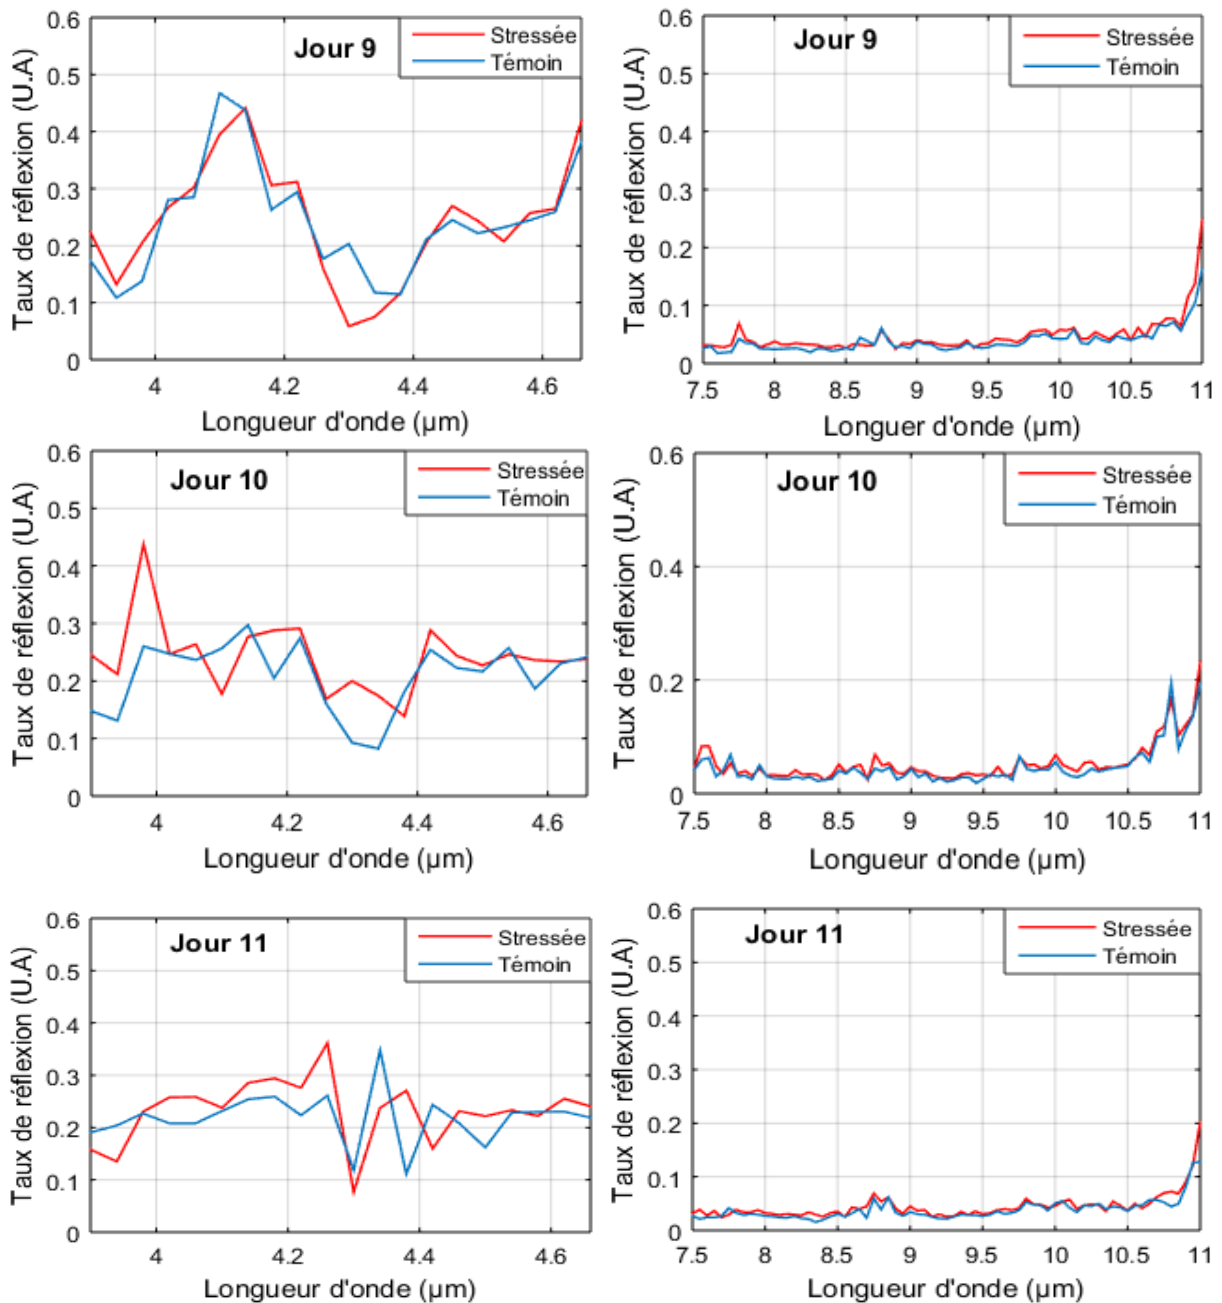 Jour 9
Stressée
Témoin
Taux de réflexion (U.A)
0.6
0.5
0.4
0.3
0.2
0.1
0
4
4.2
4.4
4.6
Longueur d'onde (µm)
Jour 9
Stressée
Témoin
Taux de réflexion (U.A)
0.6
0.5
0.4
0.3
0.2
0.1
0
7.5
8
8.5
9
9.5
10
10.5
11
Longuer d'onde (µm)
Jour 10
Stressée
Témoin
Taux de réflexion (U.A)
0.6
0.5
0.4
0.3
0.2
0.1
0
4
4.2
4.4
4.6
Longueur d'onde (µm)
Jour 10
Stressée
Témoin
Taux de réflexion (U.A)
0.6
0.4
0.2
0
7.5
8
8.5
9
9.5
10
10.5
11
Longueur d'onde (µm)
Jour 11
Stressée
Témoin
Taux de réflexion (U.A)
0.6
0.5
0.4
0.3
0.2
0.1
0
4
4.2
4.4
4.6
Longueur d'onde (µm)
Jour 11
Stressée
Témoin
Taux de réflexion (U.A)
0.6
0.5
0.4
0.3
0.2
0.1
0
7.5
8
8.5
9
9.5
10
10.5
11
Longueur d'onde (µm)